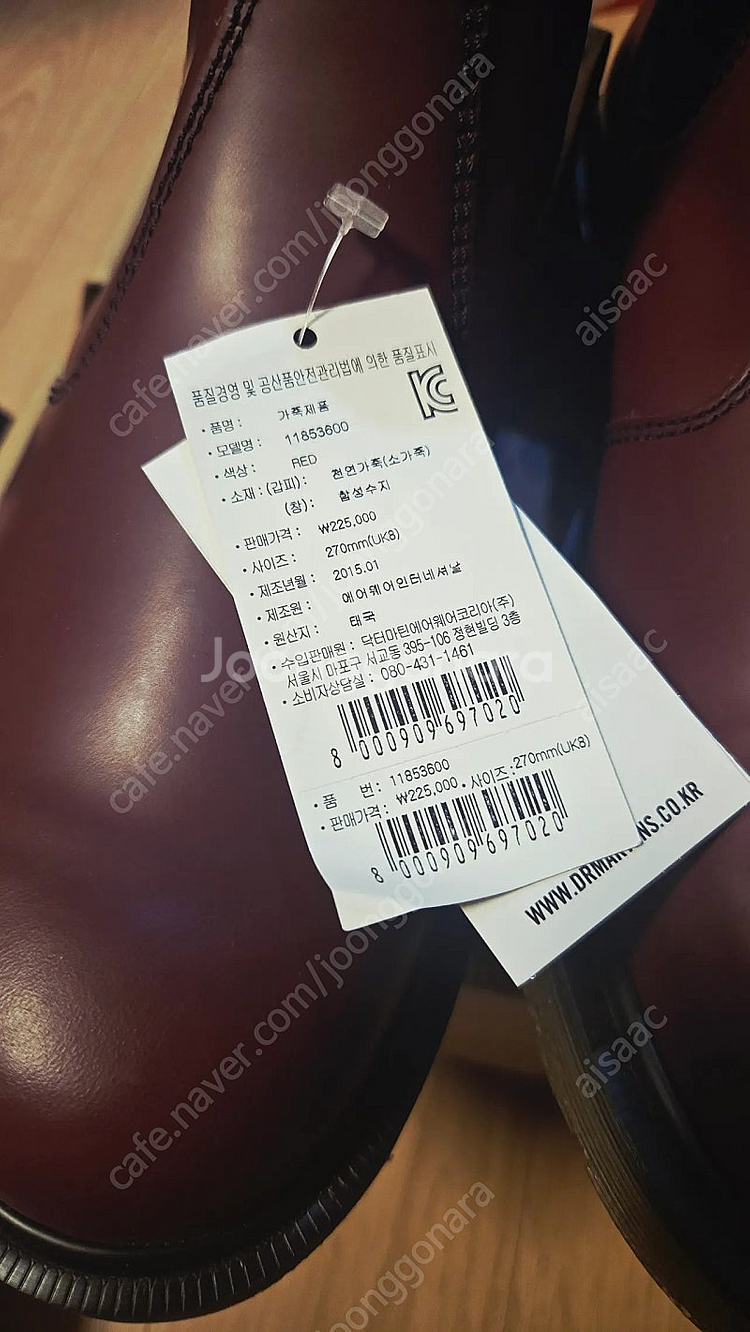 품질경영 및 공산품안전관리법에 의한 품질표시
• 품명 : 가죽제품
• 모델명 : 11853600
• 색상 : RED
• 소재 : (갑피) : 천연가죽(소가죽)
(창) : 합성수지
• 판매가격 : ₩225,000
• 사이즈 : 270mm(UK8)
• 제조년월 : 2015.01
• 제조원 : 에어웨어인터네셔날
• 원산지 : 태국
• 수입판매원 : 닥터마틴에어웨어코리아(주)
서울시 마포구 서교동 395-106 정현빌딩 3층
• 소비자상담실 : 080-431-1461
8 000909 697020
• 품 번 : 11853600
• 판매가격 : ₩225,000 • 사이즈 : 270mm(UK8)
8 000909 697020
WWW.DRMARTENS.CO.KR
cafe.naver.com/joonggonara
aisaac
cafe.naver.com/joonggonara
aisaac
cafe.naver.com/joonggonara
aisaac
joonggonara